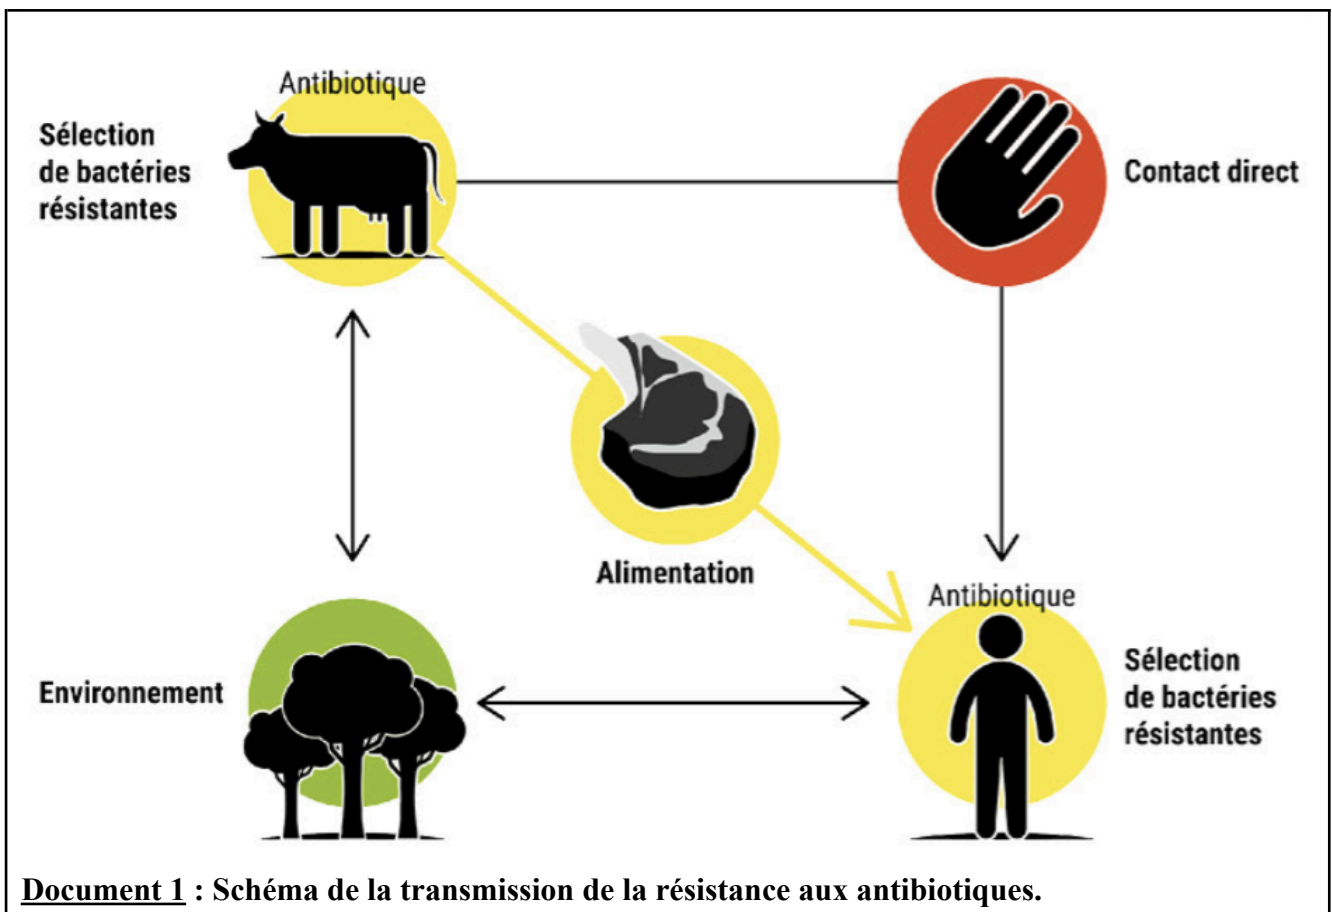 Antibiotique
Sélection
de bactéries
résistantes
Contact direct
Alimentation
Antibiotique
Environnement
Sélection
de bactéries
résistantes
Document 1 : Schéma de la transmission de la résistance aux antibiotiques.